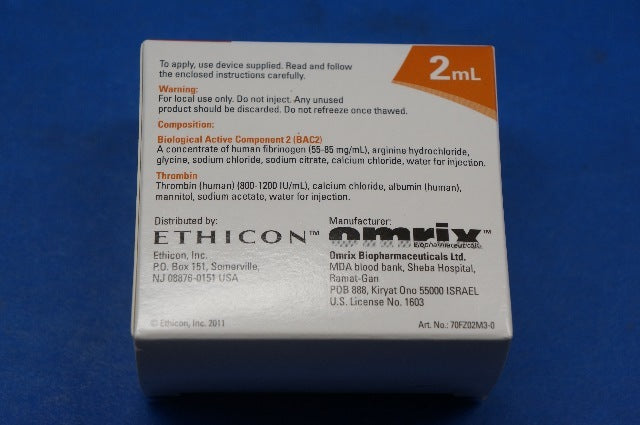 To apply, use device supplied. Read and follow
the enclosed instructions carefully.
2mL
Warning:
For local use only. Do not inject. Any unused
product should be discarded. Do not refreeze once thawed.
Composition:
Biological Active Component 2 (BAC2)
A concentrate of human fibrinogen (55-85 mg/mL), arginine hydrochloride,
glycine, sodium chloride, sodium citrate, calcium chloride, water for injection.
Thrombin
Thrombin (human) (800-1200 IU/mL), calcium chloride, albumin (human),
mannitol, sodium acetate, water for injection.
Distributed by:
ETHICON™
Ethicon, Inc.
P.O. Box 151, Somerville,
NJ 08876-0151 USA
Manufacturer:
omrix™
Biopharmaceuticals
Omrix Biopharmaceuticals Ltd.
MDA blood bank, Sheba Hospital,
Ramat-Gan
POB 888, Kiryat Ono 55000 ISRAEL
U.S. License No. 1603
© Ethicon, Inc. 2011
Art. No.: 70FZ02M3-0